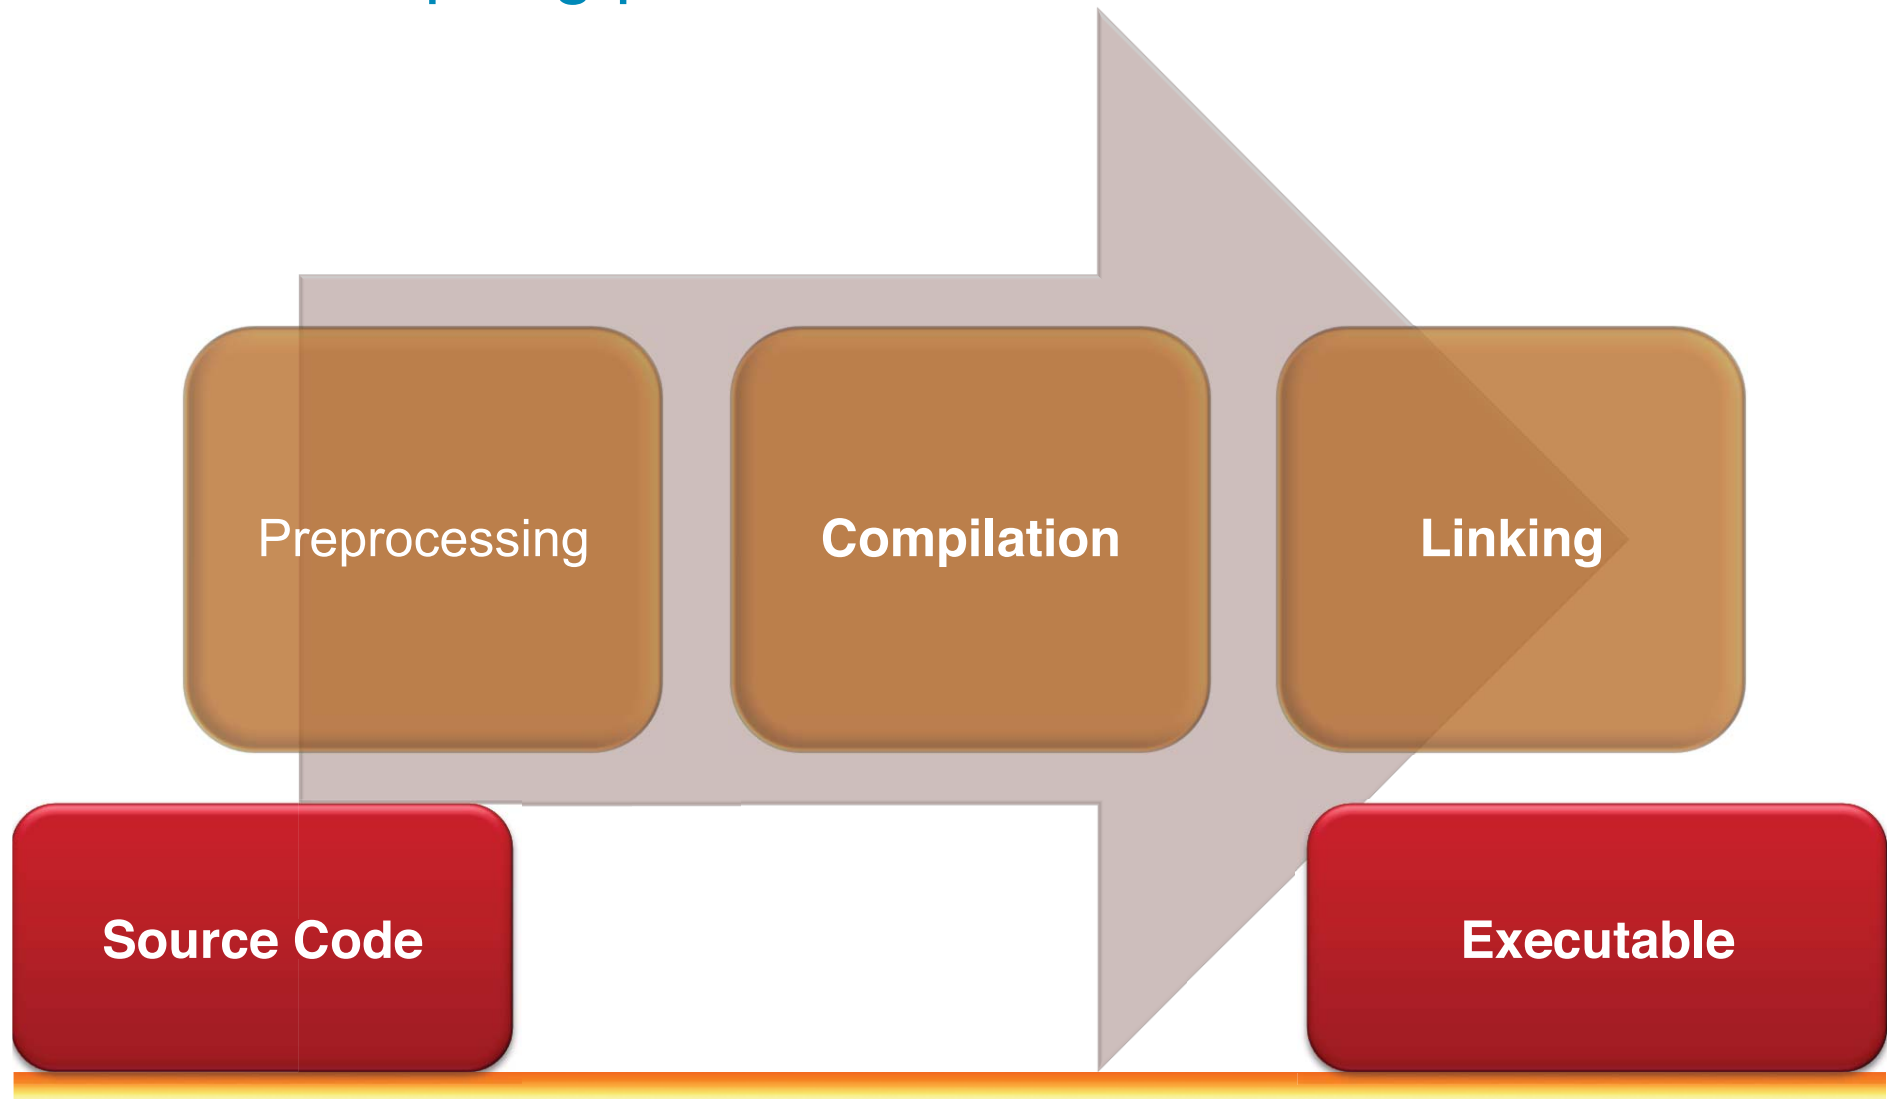 Preprocessing
Compilation
Linking
Source Code
Executable